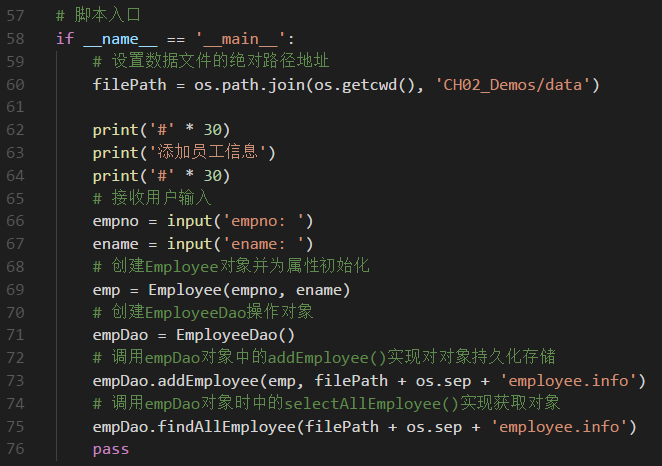 57 # 脚本入口
58 if __name__ == '__main__':
59     # 设置数据文件的绝对路径地址
60     filePath = os.path.join(os.getcwd(), 'CH02_Demos/data')
61
62     print('#' * 30)
63     print('添加员工信息')
64     print('#' * 30)
65     # 接收用户输入
66     empno = input('empno: ')
67     ename = input('ename: ')
68     # 创建Employee对象并为属性初始化
69     emp = Employee(empno, ename)
70     # 创建EmployeeDao操作对象
71     empDao = EmployeeDao()
72     # 调用empDao对象中的addEmployee()实现对对象持久化存储
73     empDao.addEmployee(emp, filePath + os.sep + 'employee.info')
74     # 调用empDao对象时中的selectAllEmployee()实现获取对象
75     empDao.findAllEmployee(filePath + os.sep + 'employee.info')
76     pass